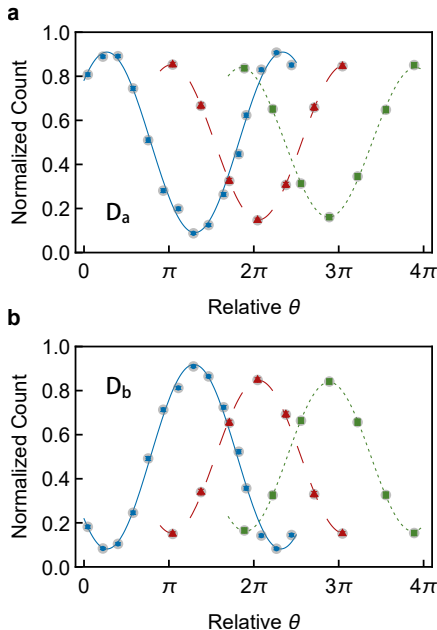 a
1.0
0.8
0.6
0.4
0.2
0.0
Normalized Count
Da
0 π 2π 3π 4π
Relative θ
b
1.0
0.8
0.6
0.4
0.2
0.0
Normalized Count
Db
0 π 2π 3π 4π
Relative θ